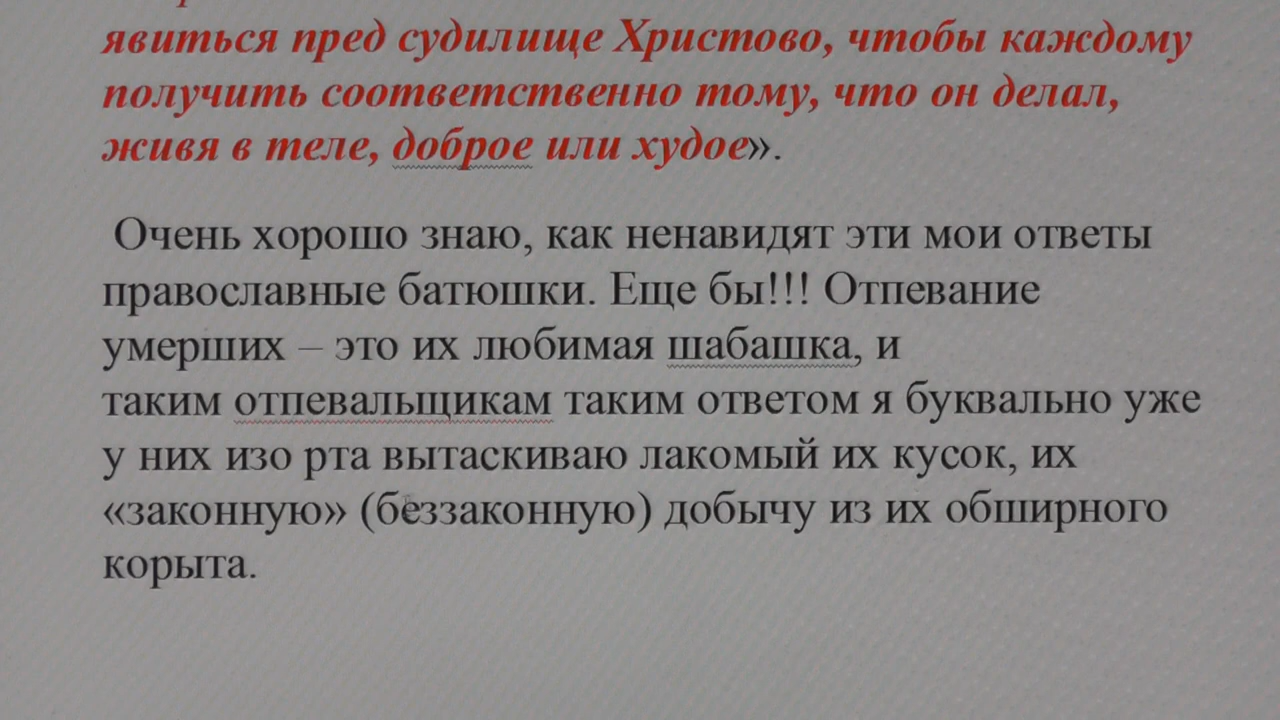 явиться пред судилище Христово, чтобы каждому
получить соответственно тому, что он делал,
живя в теле, доброе или худое».
Очень хорошо знаю, как ненавидят эти мои ответы
православные батюшки. Еще бы!!! Отпевание
умерших – это их любимая шабашка, и
таким отпевальщикам таким ответом я буквально уже
у них изо рта вытаскиваю лакомый их кусок, их
«законную» (беззаконную) добычу из их обширного
корыта.